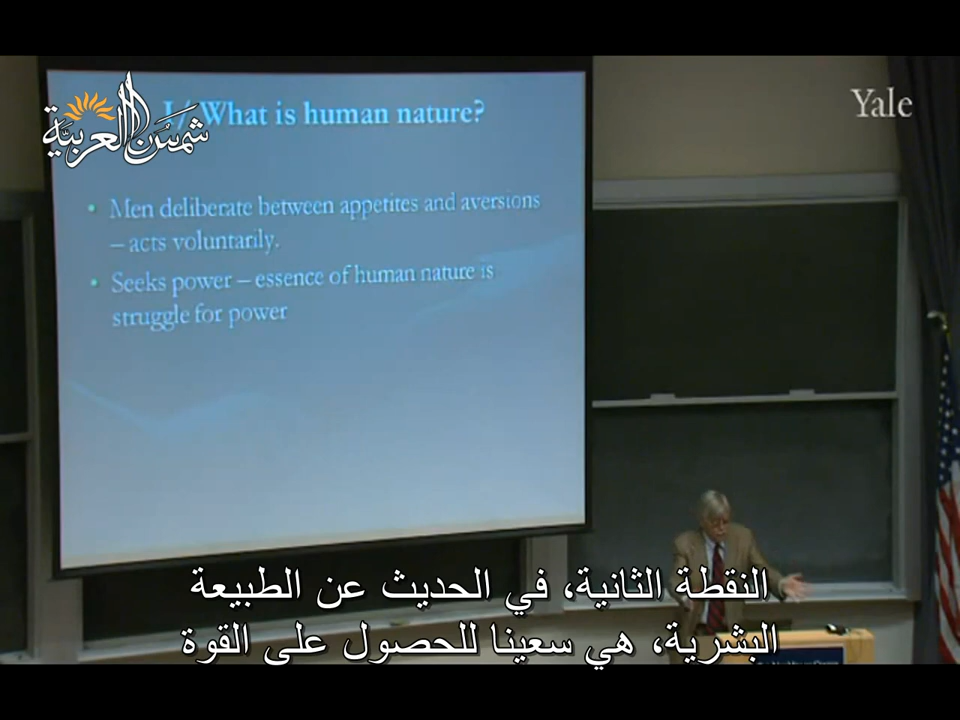 شمس العربية
Yale
I/ What is human nature?
• Men deliberate between appetites and aversions
– acts voluntarily.
• Seeks power – essence of human nature is
struggle for power
النقطة الثانية، في الحديث عن الطبيعة
البشرية، هي سعينا للحصول على القوة